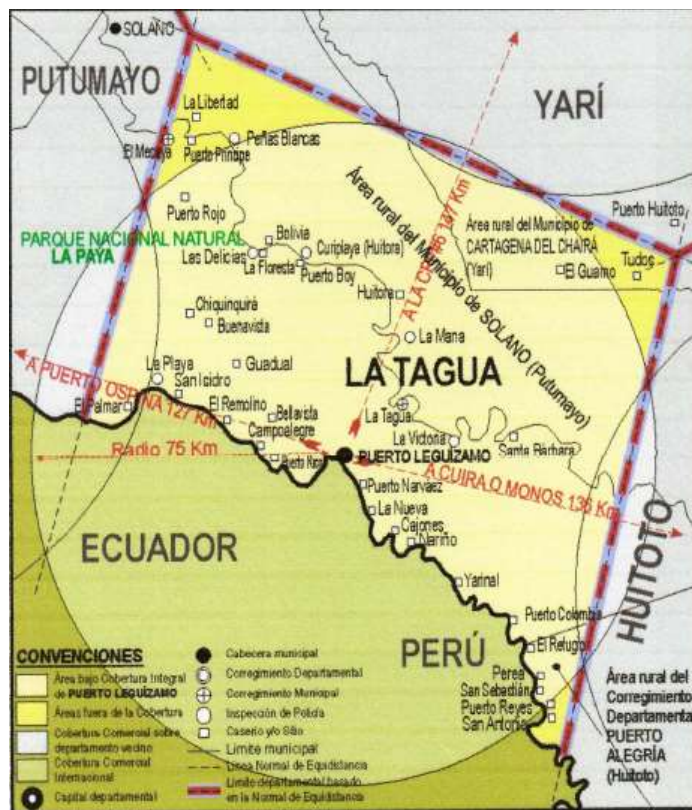 SOLANO
PUTUMAYO
YARÍ
La Libertad
El Mecaya
Puerto Príncipe
Peñas Blancas
Puerto Rojo
Área rural del Municipio de SOLANO (Putumayo)
Área rural del Municipio de
CARTAGENA DEL CHAIRÁ
(Yarí)
Puerto Huitoto
Tudos
El Guamo
PARQUE NACIONAL NATURAL
LA PAYA
Bolivia
Las Delicias
La Floresta
Curiplaya (Huitora)
Puerto Boy
Huitora
A LA CEIBA 137 Km
Chiquinquirá
Buenavista
La Mana
LA TAGUA
La Playa
San Isidro
Guadual
A PUERTO OSPINA 127 Km
El Palmar
El Remolino
Bellavista
Campoalegre
La Tagua
La Victoria
Santa Bárbara
Radio 75 Km
PUERTO LEGUÍZAMO
A CUIRA O MONOS 136 Km
Puerto Narváez
La Nueva
Cajones
Nariño
ECUADOR
Yarinal
HUITOTO
Puerto Colombia
El Refugio
PERÚ
Perea
San Sebastián
Puerto Reyes
San Antonio
Área rural del
Corregimiento
Departamental
PUERTO
ALEGRÍA
(Huitoto)
CONVENCIONES
Área bajo Cobertura Integral
de PUERTO LEGUÍZAMO
Áreas fuera de la Cobertura
Cobertura Comercial sobre
departamento vecino
Cobertura Comercial
Internacional
Capital departamental
Cabecera municipal
Corregimiento Departamental
Corregimiento Municipal
Inspección de Policía
Caserío y/o Sitio
Límite municipal
Línea Normal de Equidistancia
Límite departamental basado
en la Normal de Equidistancia